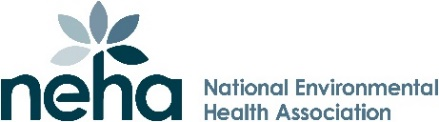 neha
National Environmental
Health Association